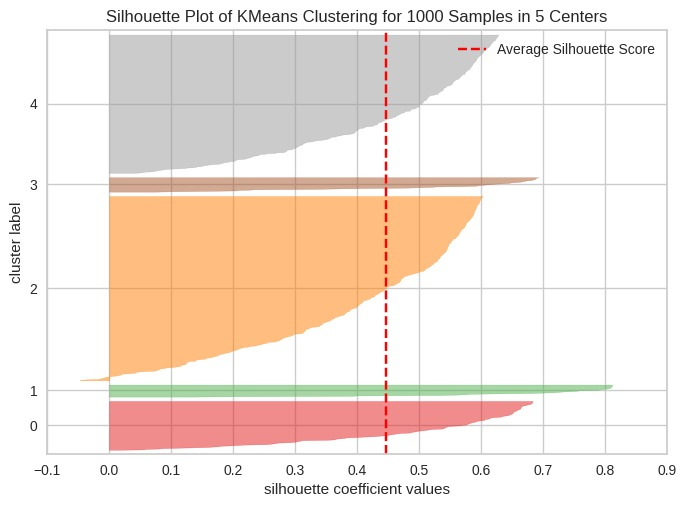 Silhouette Plot of KMeans Clustering for 1000 Samples in 5 Centers
Average Silhouette Score
cluster label
4
3
2
1
0
−0.1 0.0 0.1 0.2 0.3 0.4 0.5 0.6 0.7 0.8 0.9
silhouette coefficient values